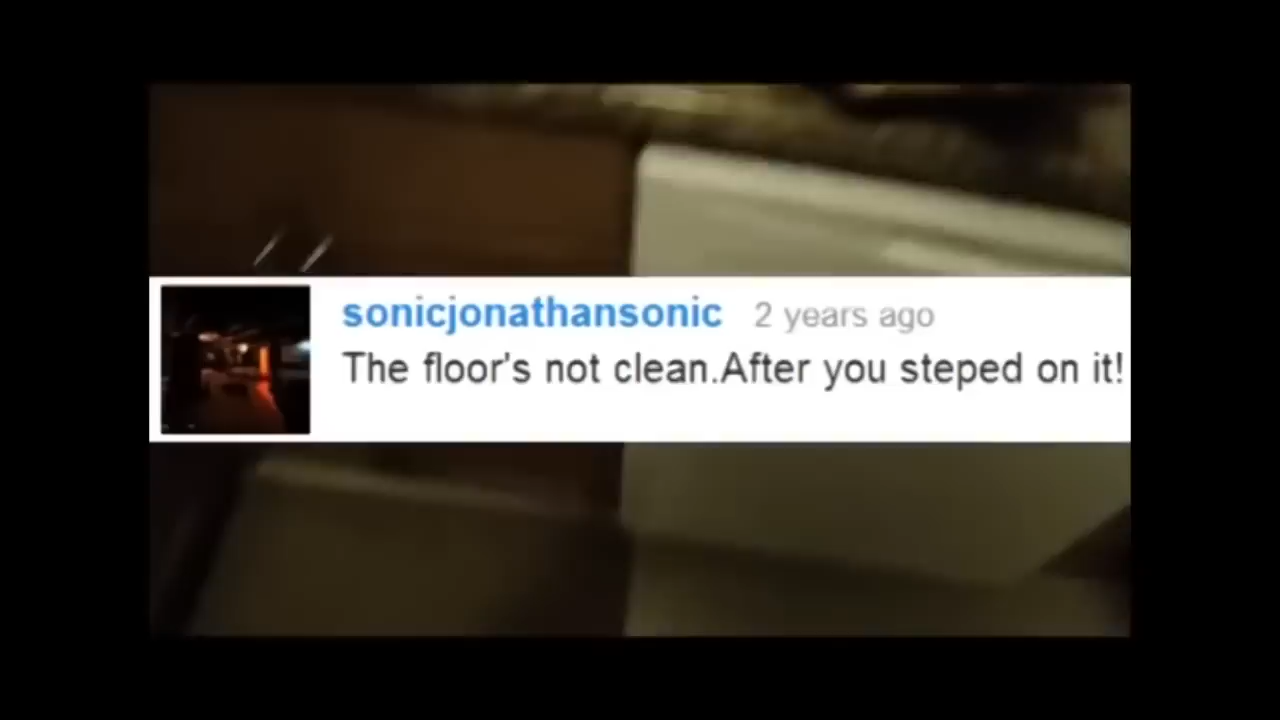 sonicjonathansonic 2 years ago
The floor's not clean.After you steped on it!